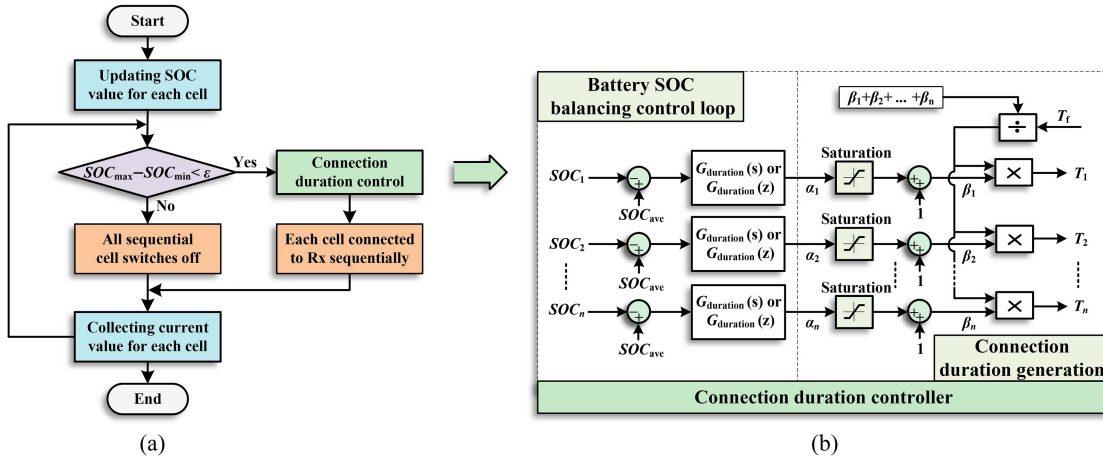 Start
Updating SOC
value for each cell
SOCmax−SOCmin< ε
Yes
No
Connection
duration control
All sequential
cell switches off
Each cell connected
to Rx sequentially
Collecting current
value for each cell
End
(a)
Battery SOC
balancing control loop
β1+β2+ ... +βn
÷
Tf
SOC1
−
+
SOCave
Gduration (s) or
Gduration (z)
α1
Saturation
+
+
1
β1
×
T1
SOC2
−
+
SOCave
Gduration (s) or
Gduration (z)
α2
Saturation
+
+
1
β2
×
T2
SOCn
−
+
SOCave
Gduration (s) or
Gduration (z)
αn
Saturation
+
+
1
βn
×
Tn
Connection
duration generation
Connection duration controller
(b)